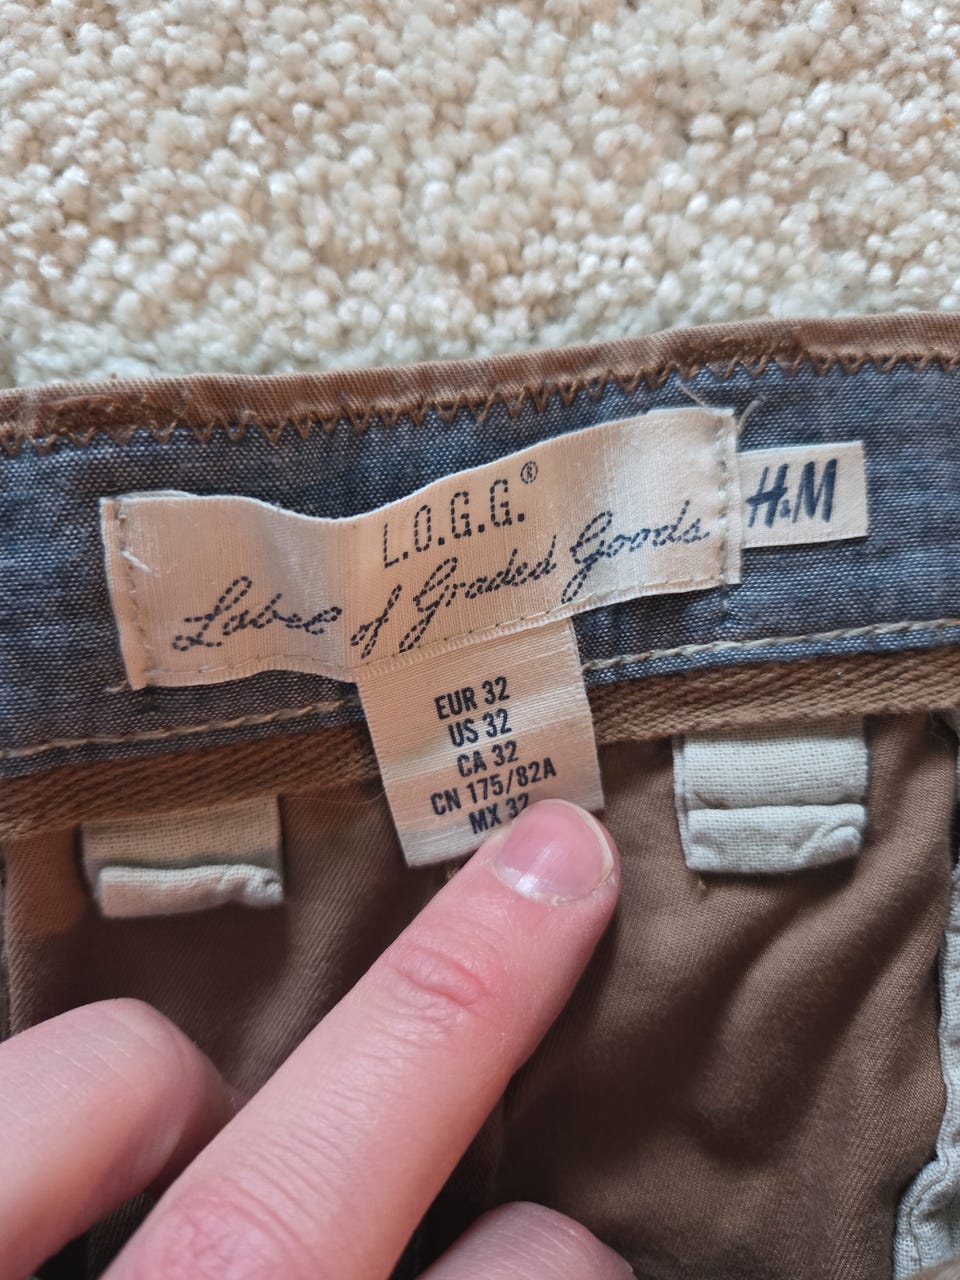 L.O.G.G.®
Label of Graded Goods
H&M
EUR 32
US 32
CA 32
CN 175/82A
MX 32